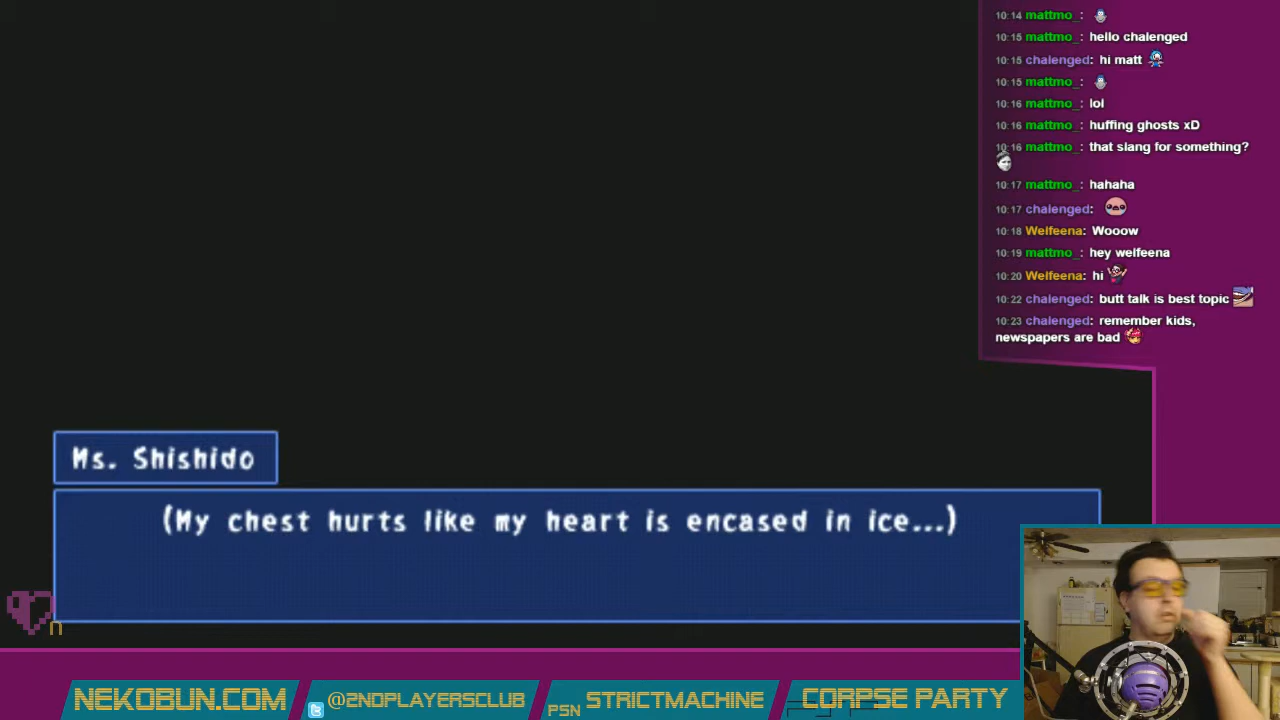 10:14 mattmo_:
10:15 mattmo_: hello chalenged
10:15 chalenged: hi matt
10:15 mattmo_:
10:16 mattmo_: lol
10:16 mattmo_: huffing ghosts xD
10:16 mattmo_: that slang for something?
10:17 mattmo_: hahaha
10:17 chalenged:
10:18 Welfeena: Wooow
10:19 mattmo_: hey welfeena
10:20 Welfeena: hi
10:22 chalenged: butt talk is best topic
10:23 chalenged: remember kids,
newspapers are bad
Ms. Shishido
(My chest hurts like my heart is encased in ice...)
n
NEKOBUN.COM
@2NDPLAYERSCLUB
PSN STRICTMACHINE
CORPSE PARTY